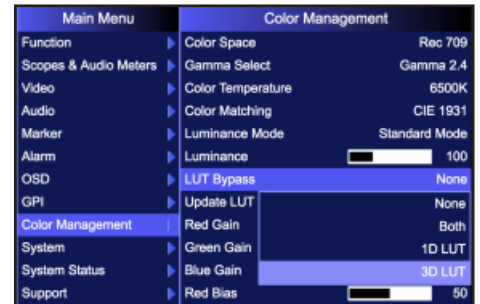 Main Menu
Function
Scopes & Audio Meters
Video
Audio
Marker
Alarm
OSD
GPI
Color Management
System
System Status
Support
Color Management
Color Space Rec 709
Gamma Select Gamma 2.4
Color Temperature 6500K
Color Matching CIE 1931
Luminance Mode Standard Mode
Luminance 100
LUT Bypass None
Update LUT None
Red Gain Both
Green Gain 1D LUT
Blue Gain 3D LUT
Red Bias 50